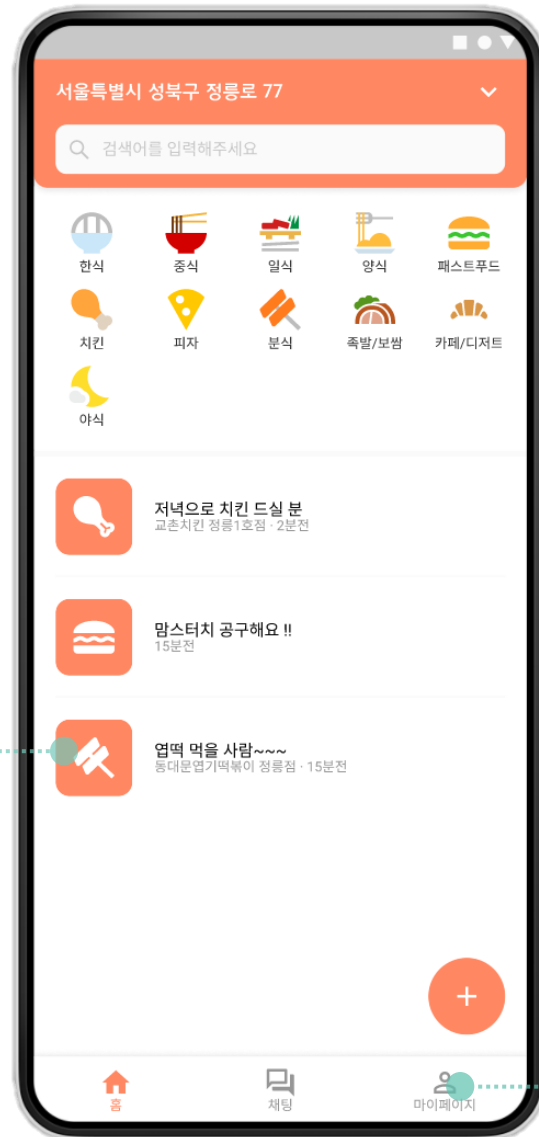 서울특별시 성북구 정릉로 77
검색어를 입력해주세요
한식 중식 일식 양식 패스트푸드
치킨 피자 분식 족발/보쌈 카페/디저트
야식
저녁으로 치킨 드실 분
교촌치킨 정릉1호점 · 2분전
맘스터치 공구해요 !!
15분전
엽떡 먹을 사람~~~
동대문엽기떡볶이 정릉점 · 15분전
홈 채팅 마이페이지